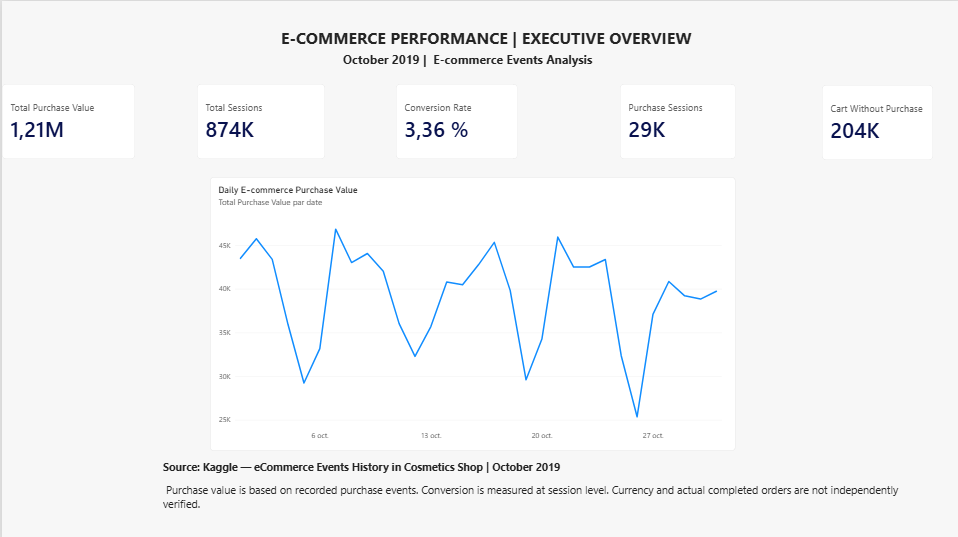 E-COMMERCE PERFORMANCE | EXECUTIVE OVERVIEW
October 2019 | E-commerce Events Analysis
Total Purchase Value
1,21M
Total Sessions
874K
Conversion Rate
3,36 %
Purchase Sessions
29K
Cart Without Purchase
204K
Daily E-commerce Purchase Value
Total Purchase Value par date
45K
40K
35K
30K
25K
6 oct.
13 oct.
20 oct.
27 oct.
Source: Kaggle — eCommerce Events History in Cosmetics Shop | October 2019
Purchase value is based on recorded purchase events. Conversion is measured at session level. Currency and actual completed orders are not independently
verified.